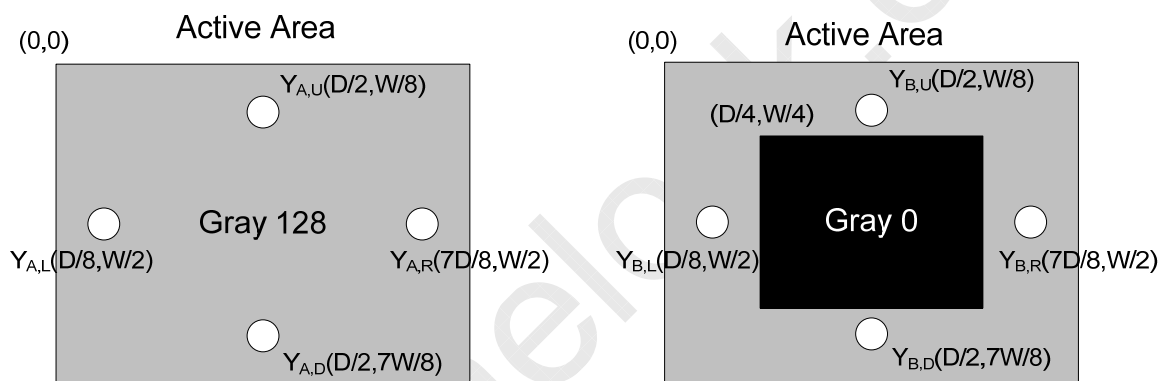 Active Area
(0,0)
Y_A,U(D/2,W/8)
Gray 128
Y_A,L(D/8,W/2)
Y_A,R(7D/8,W/2)
Y_A,D(D/2,7W/8)
Active Area
(0,0)
Y_B,U(D/2,W/8)
(D/4,W/4)
Gray 0
Y_B,L(D/8,W/2)
Y_B,R(7D/8,W/2)
Y_B,D(D/2,7W/8)